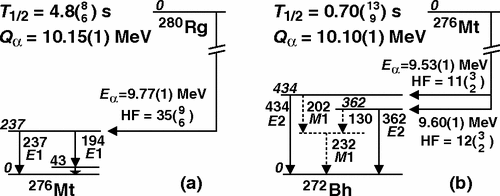 T1/2 = 4.8(8 6) s
0
280Rg
Qα = 10.15(1) MeV
Eα=9.77(1) MeV
HF = 35(9 6)
237
237
E1
194
E1
43
0
276Mt
(a)
T1/2 = 0.70(13 9) s
0
276Mt
Qα = 10.10(1) MeV
Eα=9.53(1) MeV
HF = 11(3 2)
434
434
E2
202
M1
362
130
362
E2
232
M1
9.60(1) MeV
HF = 12(3 2)
0
272Bh
(b)